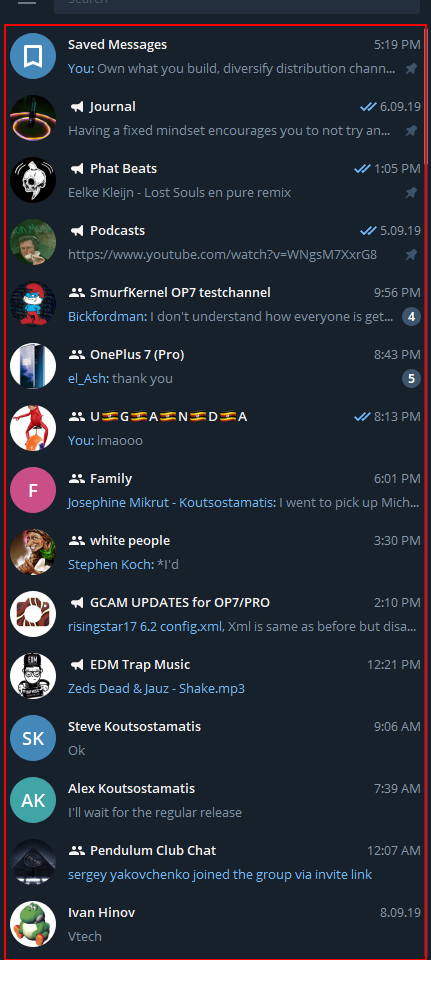 Search
Saved Messages 5:19 PM
You: Own what you build, diversify distribution chann...
Journal 6.09.19
Having a fixed mindset encourages you to not try an...
Phat Beats 1:05 PM
Eelke Kleijn - Lost Souls en pure remix
Podcasts 5.09.19
https://www.youtube.com/watch?v=WNgsM7XxrG8
SmurfKernel OP7 testchannel 9:56 PM
Bickfordman: I don't understand how everyone is get... 4
OnePlus 7 (Pro) 8:43 PM
el_Ash: thank you 5
U G A N D A 8:13 PM
You: lmaooo
F Family 6:01 PM
Josephine Mikrut - Koutsostamatis: I went to pick up Mich...
white people 3:30 PM
Stephen Koch: *I'd
GCAM UPDATES for OP7/PRO 2:10 PM
risingstar17 6.2 config.xml, Xml is same as before but disa...
EDM
EDM Trap Music 12:21 PM
Zeds Dead & Jauz - Shake.mp3
SK Steve Koutsostamatis 9:06 AM
Ok
AK Alex Koutsostamatis 7:39 AM
I'll wait for the regular release
Pendulum Club Chat 12:07 AM
sergey yakovchenko joined the group via invite link
Ivan Hinov 8.09.19
Vtech